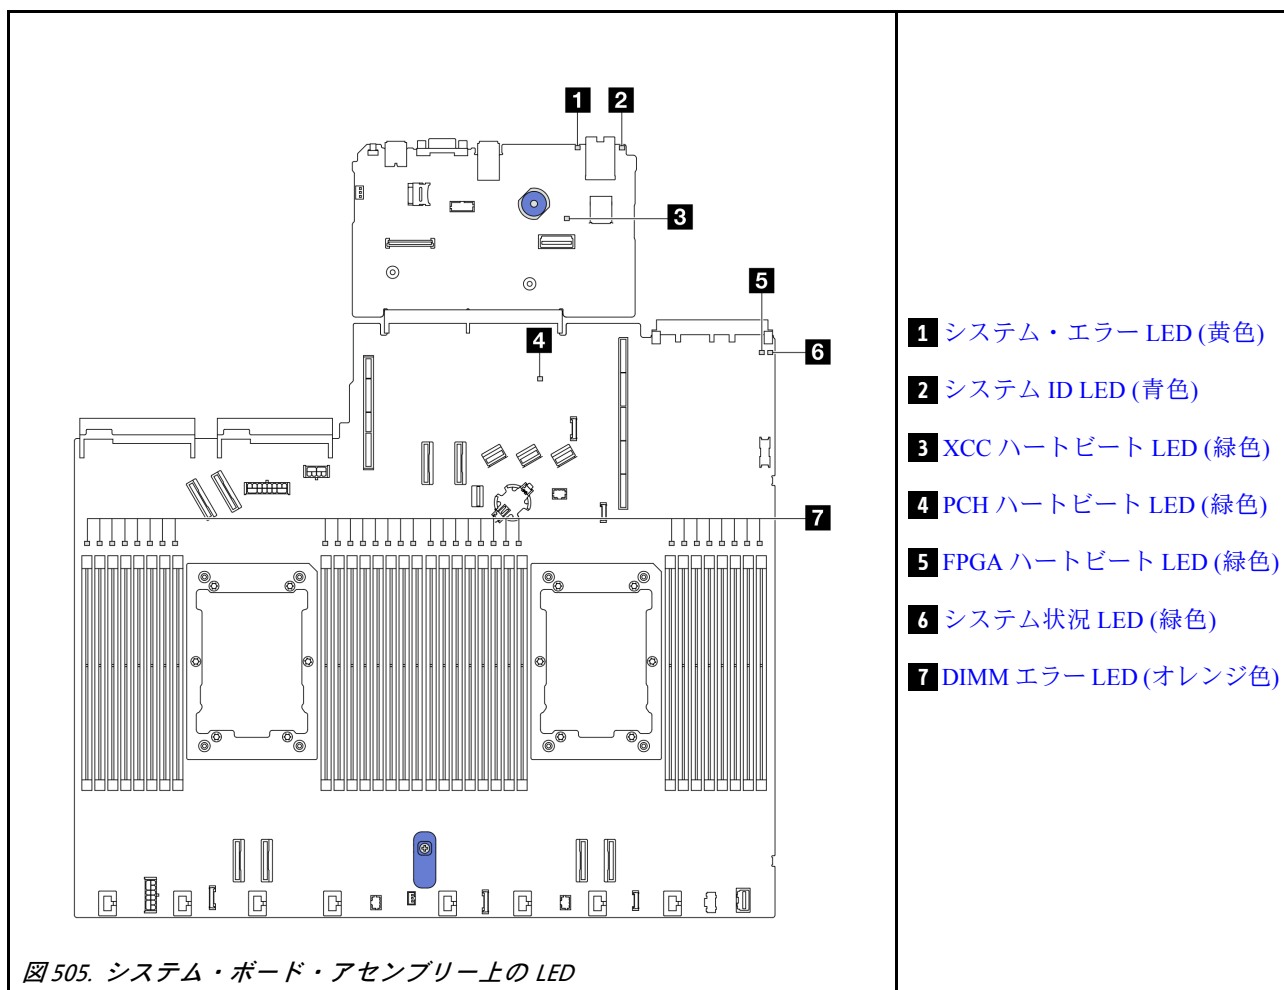 1
2
3
5
4
6
7
図 505. システム・ボード・アセンブリー上の LED
1 システム・エラー LED (黄色)
2 システム ID LED (青色)
3 XCC ハートビート LED (緑色)
4 PCH ハートビート LED (緑色)
5 FPGA ハートビート LED (緑色)
6 システム状況 LED (緑色)
7 DIMM エラー LED (オレンジ色)